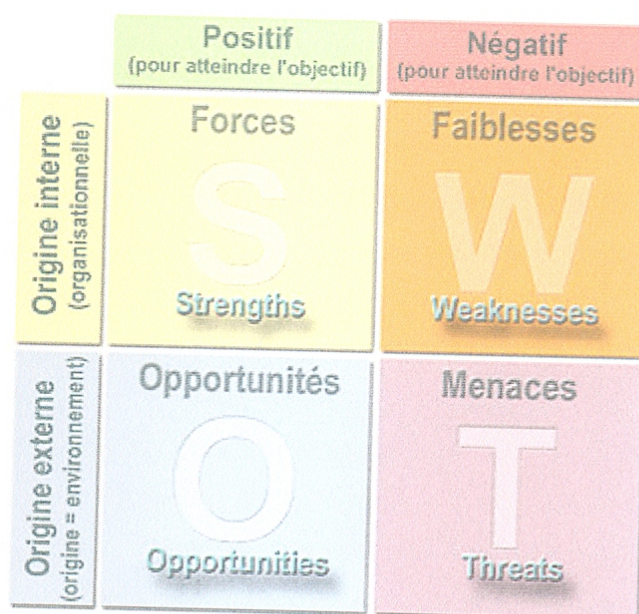 Positif
(pour atteindre l'objectif)
Négatif
(pour atteindre l'objectif)
Origine interne
(organisationnelle)
Forces
S
Strengths
Faiblesses
W
Weaknesses
Origine externe
(origine = environnement)
Opportunités
O
Opportunities
Menaces
T
Threats